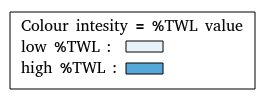 Colour intesity = %TWL value
low %TWL :
high %TWL :